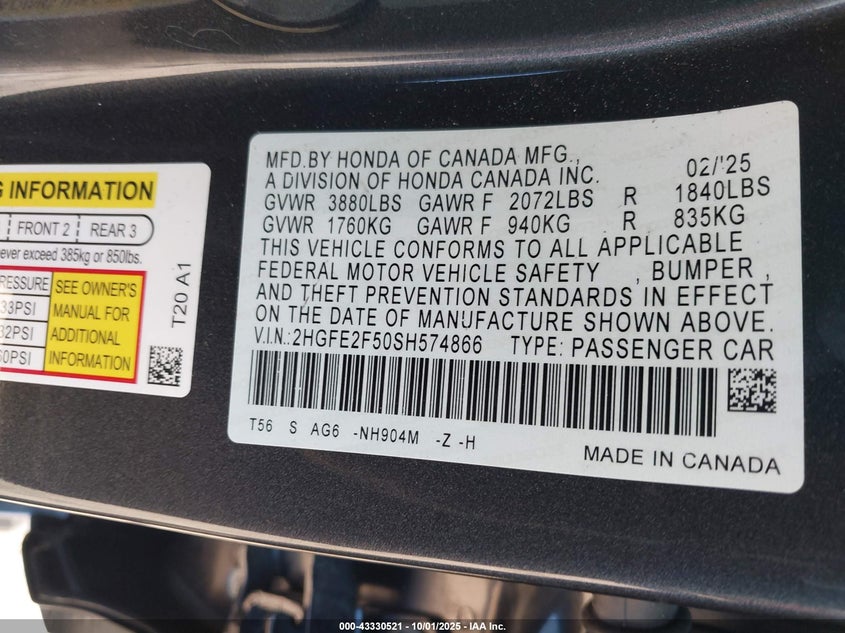 G INFORMATION
FRONT 2 REAR 3
ever exceed 385kg or 850lbs.
PRESSURE SEE OWNER'S
33PSI MANUAL FOR
32PSI ADDITIONAL
60PSI INFORMATION
T20 A1
MFD.BY HONDA OF CANADA MFG., 02/'25
A DIVISION OF HONDA CANADA INC.
GVWR 3880LBS GAWR F 2072LBS R 1840LBS
GVWR 1760KG GAWR F 940KG R 835KG
THIS VEHICLE CONFORMS TO ALL APPLICABLE
FEDERAL MOTOR VEHICLE SAFETY , BUMPER ,
AND THEFT PREVENTION STANDARDS IN EFFECT
ON THE DATE OF MANUFACTURE SHOWN ABOVE.
V.I.N.:2HGFE2F50SH574866 TYPE: PASSENGER CAR
T56 S AG6 -NH904M -Z -H
MADE IN CANADA
000-43330521 - 10/01/2025 - IAA Inc.